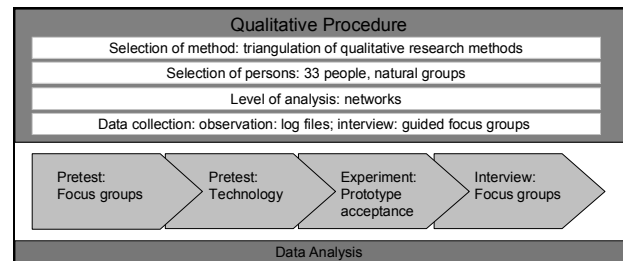 Qualitative Procedure
Selection of method: triangulation of qualitative research methods
Selection of persons: 33 people, natural groups
Level of analysis: networks
Data collection: observation: log files; interview: guided focus groups
Pretest:
Focus groups
Pretest:
Technology
Experiment:
Prototype
acceptance
Interview:
Focus groups
Data Analysis